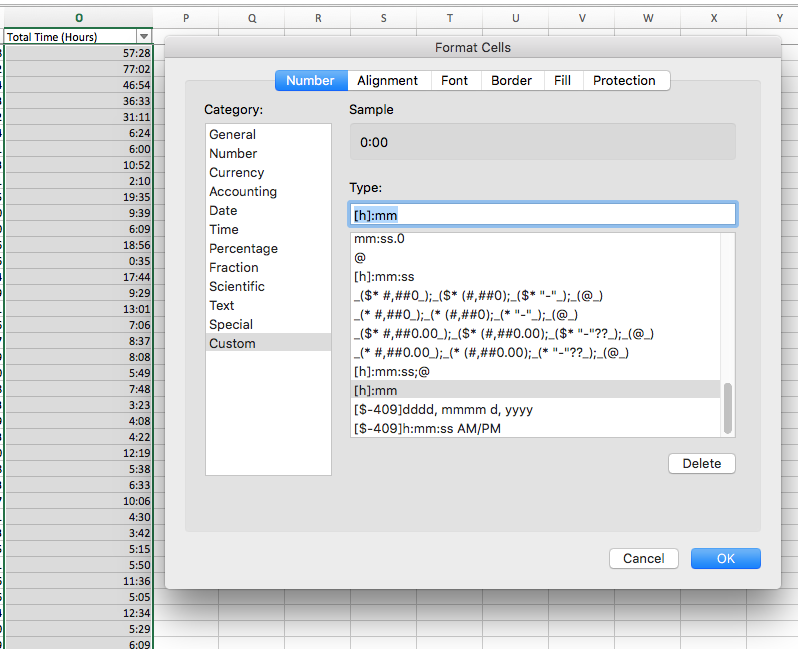 O P Q R S T U V W X Y
Total Time (Hours)
57:28
77:02
46:54
36:33
31:11
6:24
6:00
10:52
2:10
19:35
9:39
6:09
18:56
0:35
17:44
9:29
13:01
7:06
8:37
8:08
5:49
7:48
3:23
4:08
4:22
12:19
5:38
6:33
10:06
4:30
3:42
5:15
5:50
11:36
5:05
12:34
5:29
6:09
Format Cells
Number Alignment Font Border Fill Protection
Category:
General
Number
Currency
Accounting
Date
Time
Percentage
Fraction
Scientific
Text
Special
Custom
Sample
0:00
Type:
[h]:mm
mm:ss.0
@
[h]:mm:ss
_($* #,##0_);_($* (#,##0);_($* "-"_);_(@_)
_(* #,##0_);_(* (#,##0);_(* "-"_);_(@_)
_($* #,##0.00_);_($* (#,##0.00);_($* "-"??_);_(@_)
_(* #,##0.00_);_(* (#,##0.00);_(* "-"??_);_(@_)
[h]:mm:ss;@
[h]:mm
[$-409]dddd, mmmm d, yyyy
[$-409]h:mm:ss AM/PM
Delete
Cancel OK